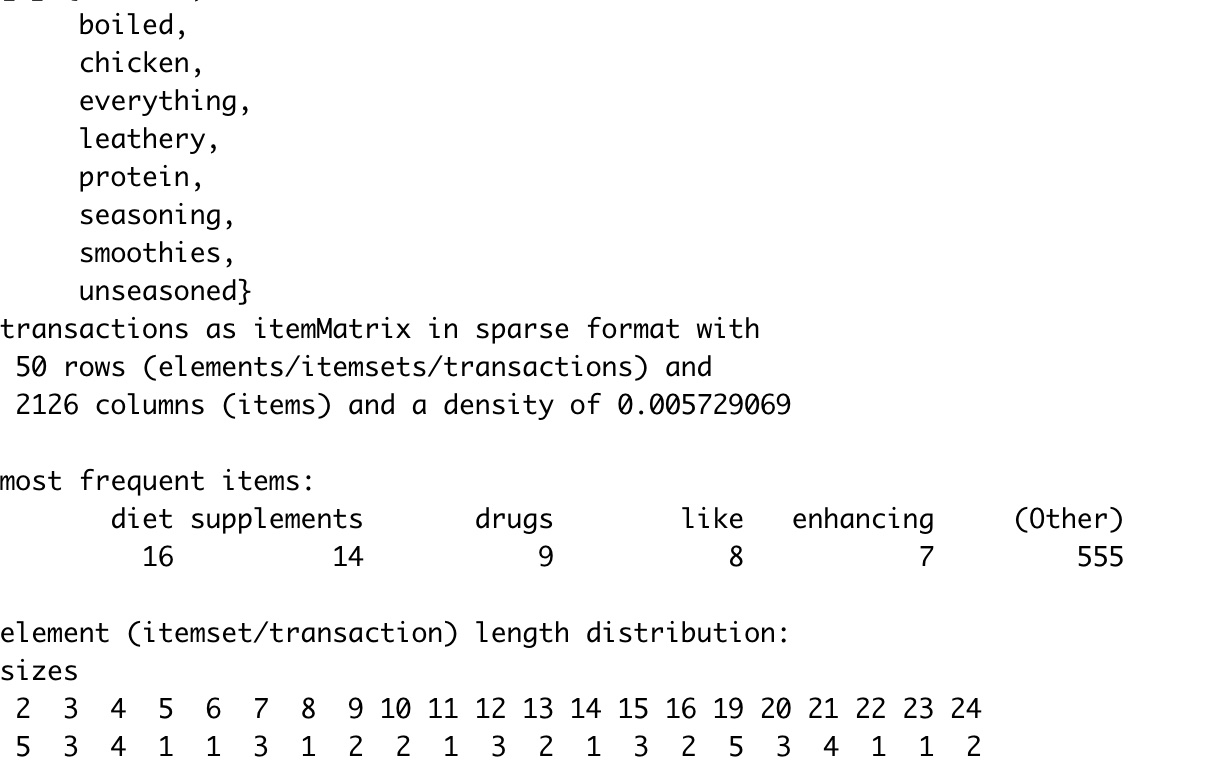 boiled,
chicken,
everything,
leathery,
protein,
seasoning,
smoothies,
unseasoned}
transactions as itemMatrix in sparse format with
50 rows (elements/itemsets/transactions) and
2126 columns (items) and a density of 0.005729069
most frequent items:
diet supplements drugs like enhancing (Other)
16 14 9 8 7 555
element (itemset/transaction) length distribution:
sizes
2 3 4 5 6 7 8 9 10 11 12 13 14 15 16 19 20 21 22 23 24
5 3 4 1 1 3 1 2 2 1 3 2 1 3 2 5 3 4 1 1 2